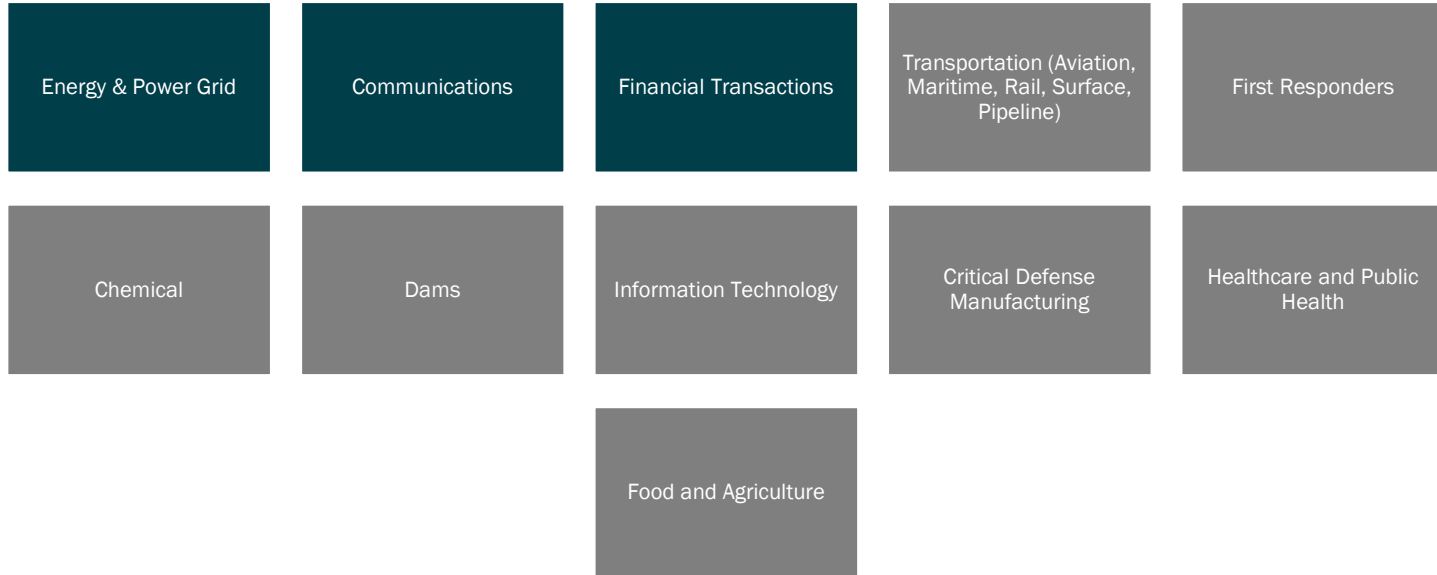 Energy & Power Grid
Communications
Financial Transactions
Transportation (Aviation,
Maritime, Rail, Surface,
Pipeline)
First Responders
Chemical
Dams
Information Technology
Critical Defense
Manufacturing
Healthcare and Public
Health
Food and Agriculture